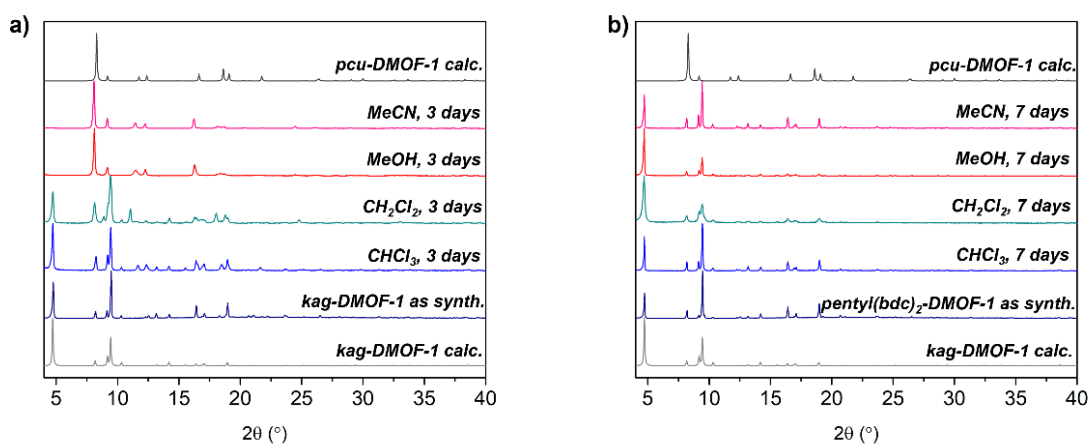 a)
pcu-DMOF-1 calc.
MeCN, 3 days
MeOH, 3 days
CH₂Cl₂, 3 days
CHCl₃, 3 days
kag-DMOF-1 as synth.
kag-DMOF-1 calc.
5 10 15 20 25 30 35 40
2θ (°)
b)
pcu-DMOF-1 calc.
MeCN, 7 days
MeOH, 7 days
CH₂Cl₂, 7 days
CHCl₃, 7 days
pentyl(bdc)₂-DMOF-1 as synth.
kag-DMOF-1 calc.
5 10 15 20 25 30 35 40
2θ (°)